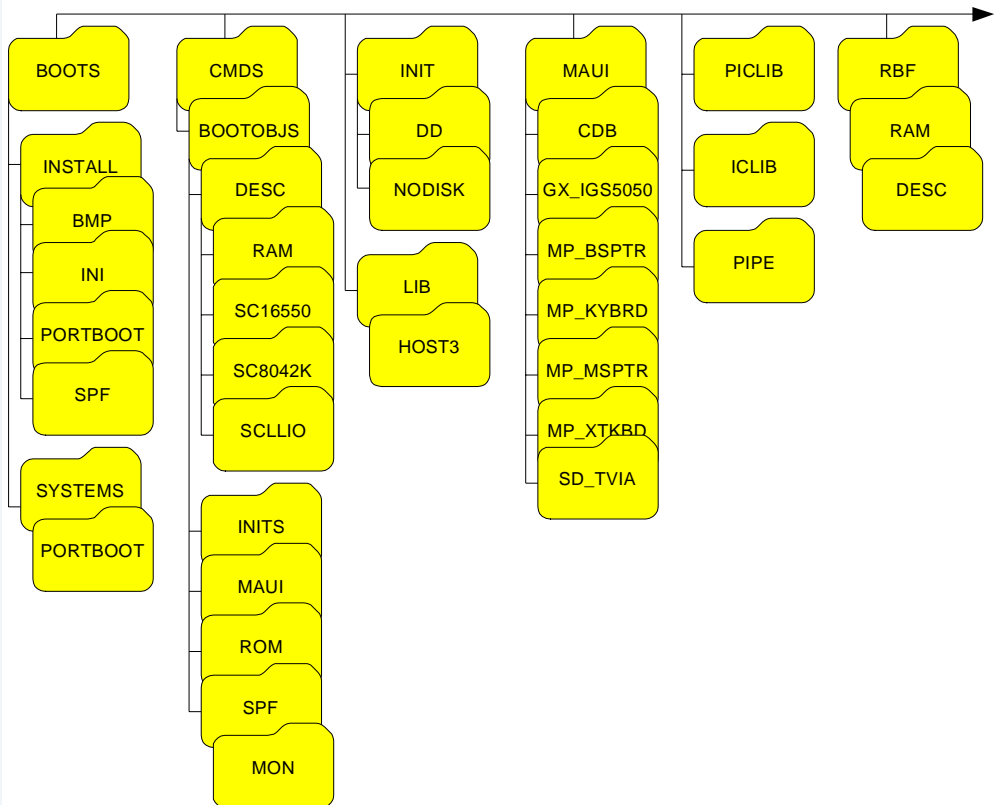 BOOTS
INSTALL
BMP
INI
PORTBOOT
SPF
SYSTEMS
PORTBOOT
CMDS
BOOTOBJS
DESC
RAM
SC16550
SC8042K
SCLLIO
INITS
MAUI
ROM
SPF
MON
INIT
DD
NODISK
LIB
HOST3
MAUI
CDB
GX_IGS5050
MP_BSPTR
MP_KYBRD
MP_MSPTR
MP_XTKBD
SD_TVIA
PICLIB
ICLIB
PIPE
RBF
RAM
DESC